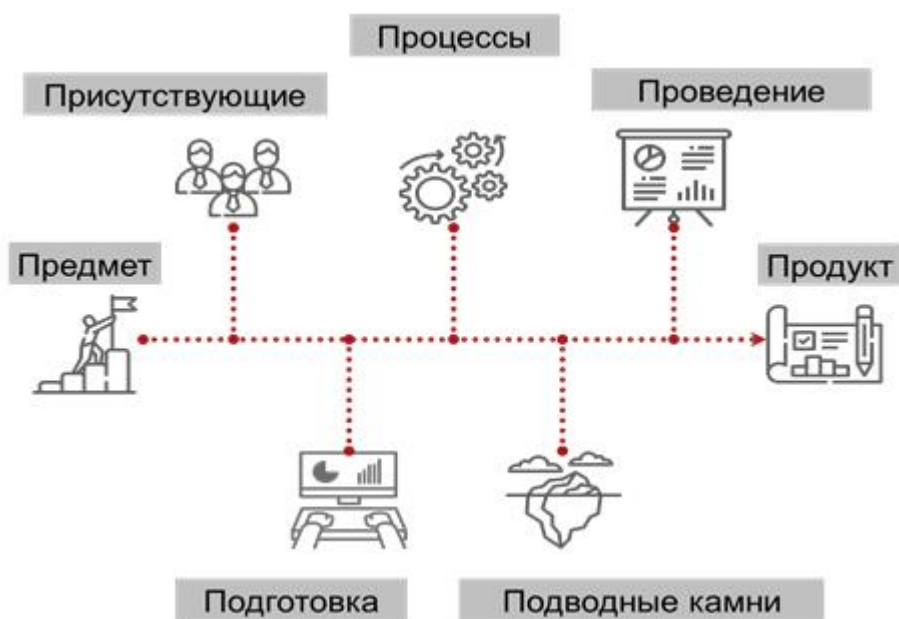 Процессы
Присутствующие
Проведение
Предмет
Продукт
Подготовка
Подводные камни